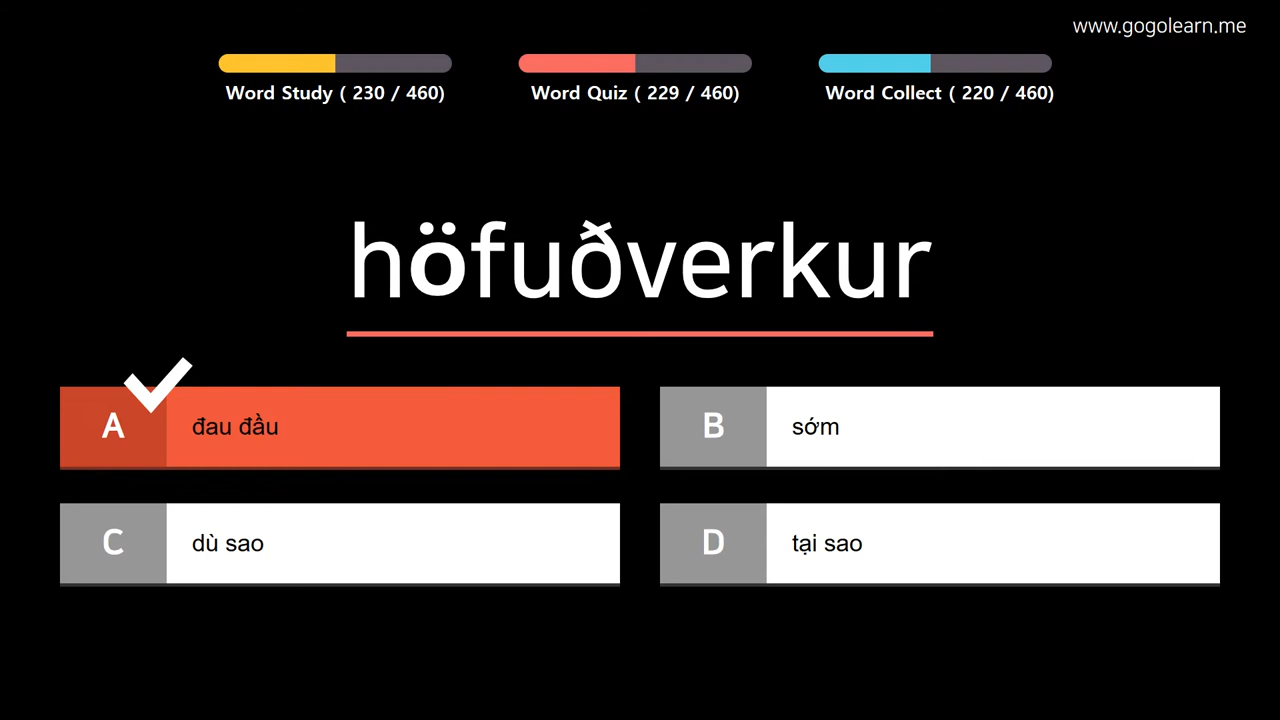 www.gogolearn.me
Word Study ( 230 / 460)
Word Quiz ( 229 / 460)
Word Collect ( 220 / 460)
höfuðverkur
A đau đầu
B sớm
C dù sao
D tại sao